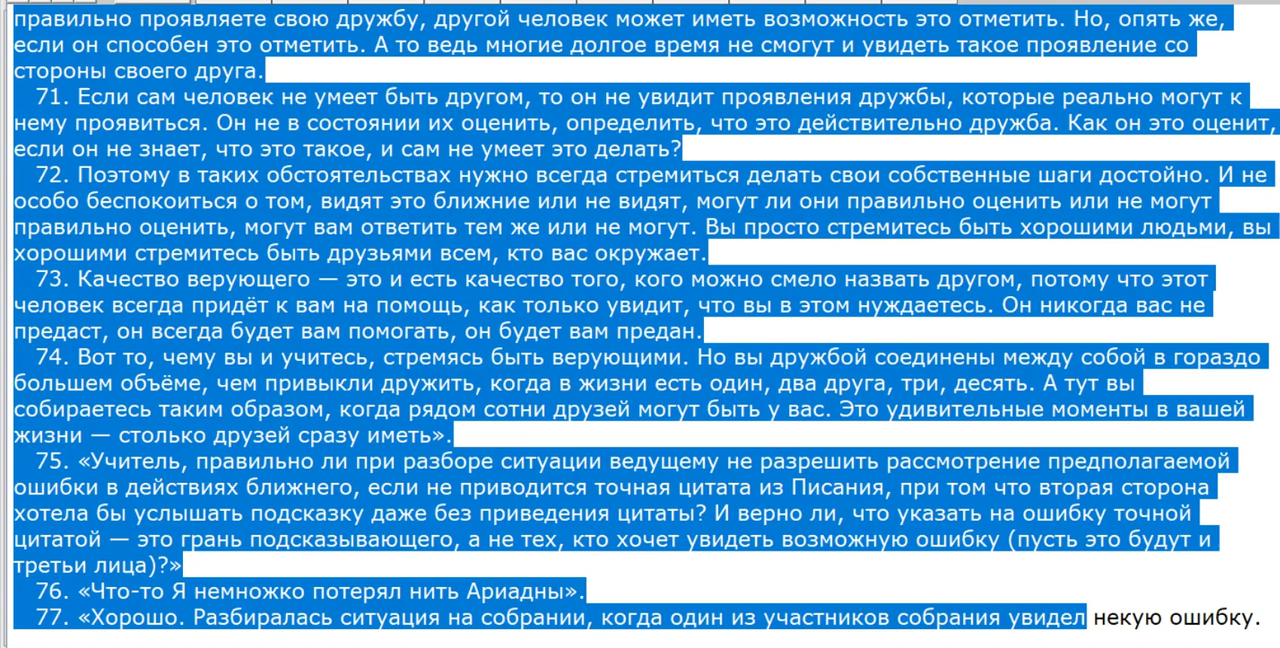 правильно проявляете свою дружбу, другой человек может иметь возможность это отметить. Но, опять же,
если он способен это отметить. А то ведь многие долгое время не смогут и увидеть такое проявление со
стороны своего друга.
71. Если сам человек не умеет быть другом, то он не увидит проявления дружбы, которые реально могут к
нему проявиться. Он не в состоянии их оценить, определить, что это действительно дружба. Как он это оценит,
если он не знает, что это такое, и сам не умеет это делать?
72. Поэтому в таких обстоятельствах нужно всегда стремиться делать свои собственные шаги достойно. И не
особо беспокоиться о том, видят это ближние или не видят, могут ли они правильно оценить или не могут
правильно оценить, могут вам ответить тем же или не могут. Вы просто стремитесь быть хорошими людьми, вы
хорошими стремитесь быть друзьями всем, кто вас окружает.
73. Качество верующего — это и есть качество того, кого можно смело назвать другом, потому что этот
человек всегда придёт к вам на помощь, как только увидит, что вы в этом нуждаетесь. Он никогда вас не
предаст, он всегда будет вам помогать, он будет вам предан.
74. Вот то, чему вы и учитесь, стремясь быть верующими. Но вы дружбой соединены между собой в гораздо
большем объёме, чем привыкли дружить, когда в жизни есть один, два друга, три, десять. А тут вы
собираетесь таким образом, когда рядом сотни друзей могут быть у вас. Это удивительные моменты в вашей
жизни — столько друзей сразу иметь».
75. «Учитель, правильно ли при разборе ситуации ведущему не разрешить рассмотрение предполагаемой
ошибки в действиях ближнего, если не приводится точная цитата из Писания, при том что вторая сторона
хотела бы услышать подсказку даже без приведения цитаты? И верно ли, что указать на ошибку точной
цитатой — это грань подсказывающего, а не тех, кто хочет увидеть возможную ошибку (пусть это будут и
третьи лица)?»
76. «Что-то Я немножко потерял нить Ариадны».
77. «Хорошо. Разбиралась ситуация на собрании, когда один из участников собрания увидел некую ошибку.